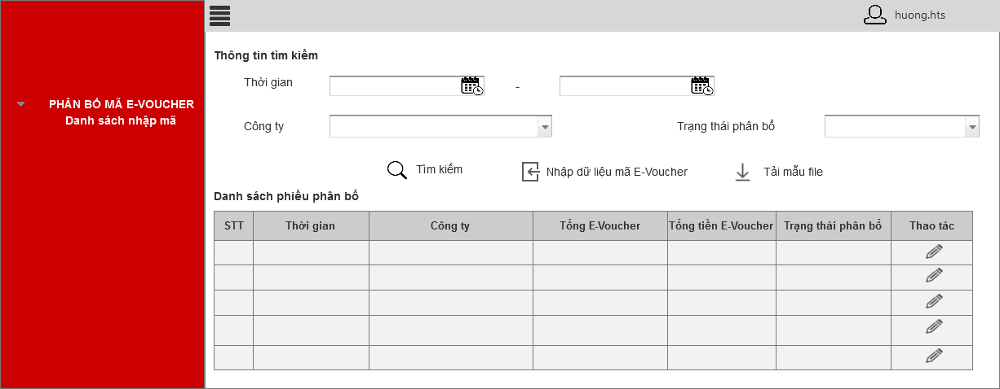 huong.hts
PHÂN BỔ MÃ E-VOUCHER
Danh sách nhập mã
Thông tin tìm kiếm
Thời gian -
Công ty Trạng thái phân bổ
Tìm kiếm Nhập dữ liệu mã E-Voucher Tải mẫu file
Danh sách phiếu phân bổ
STT Thời gian Công ty Tổng E-Voucher Tổng tiền E-Voucher Trạng thái phân bổ Thao tác